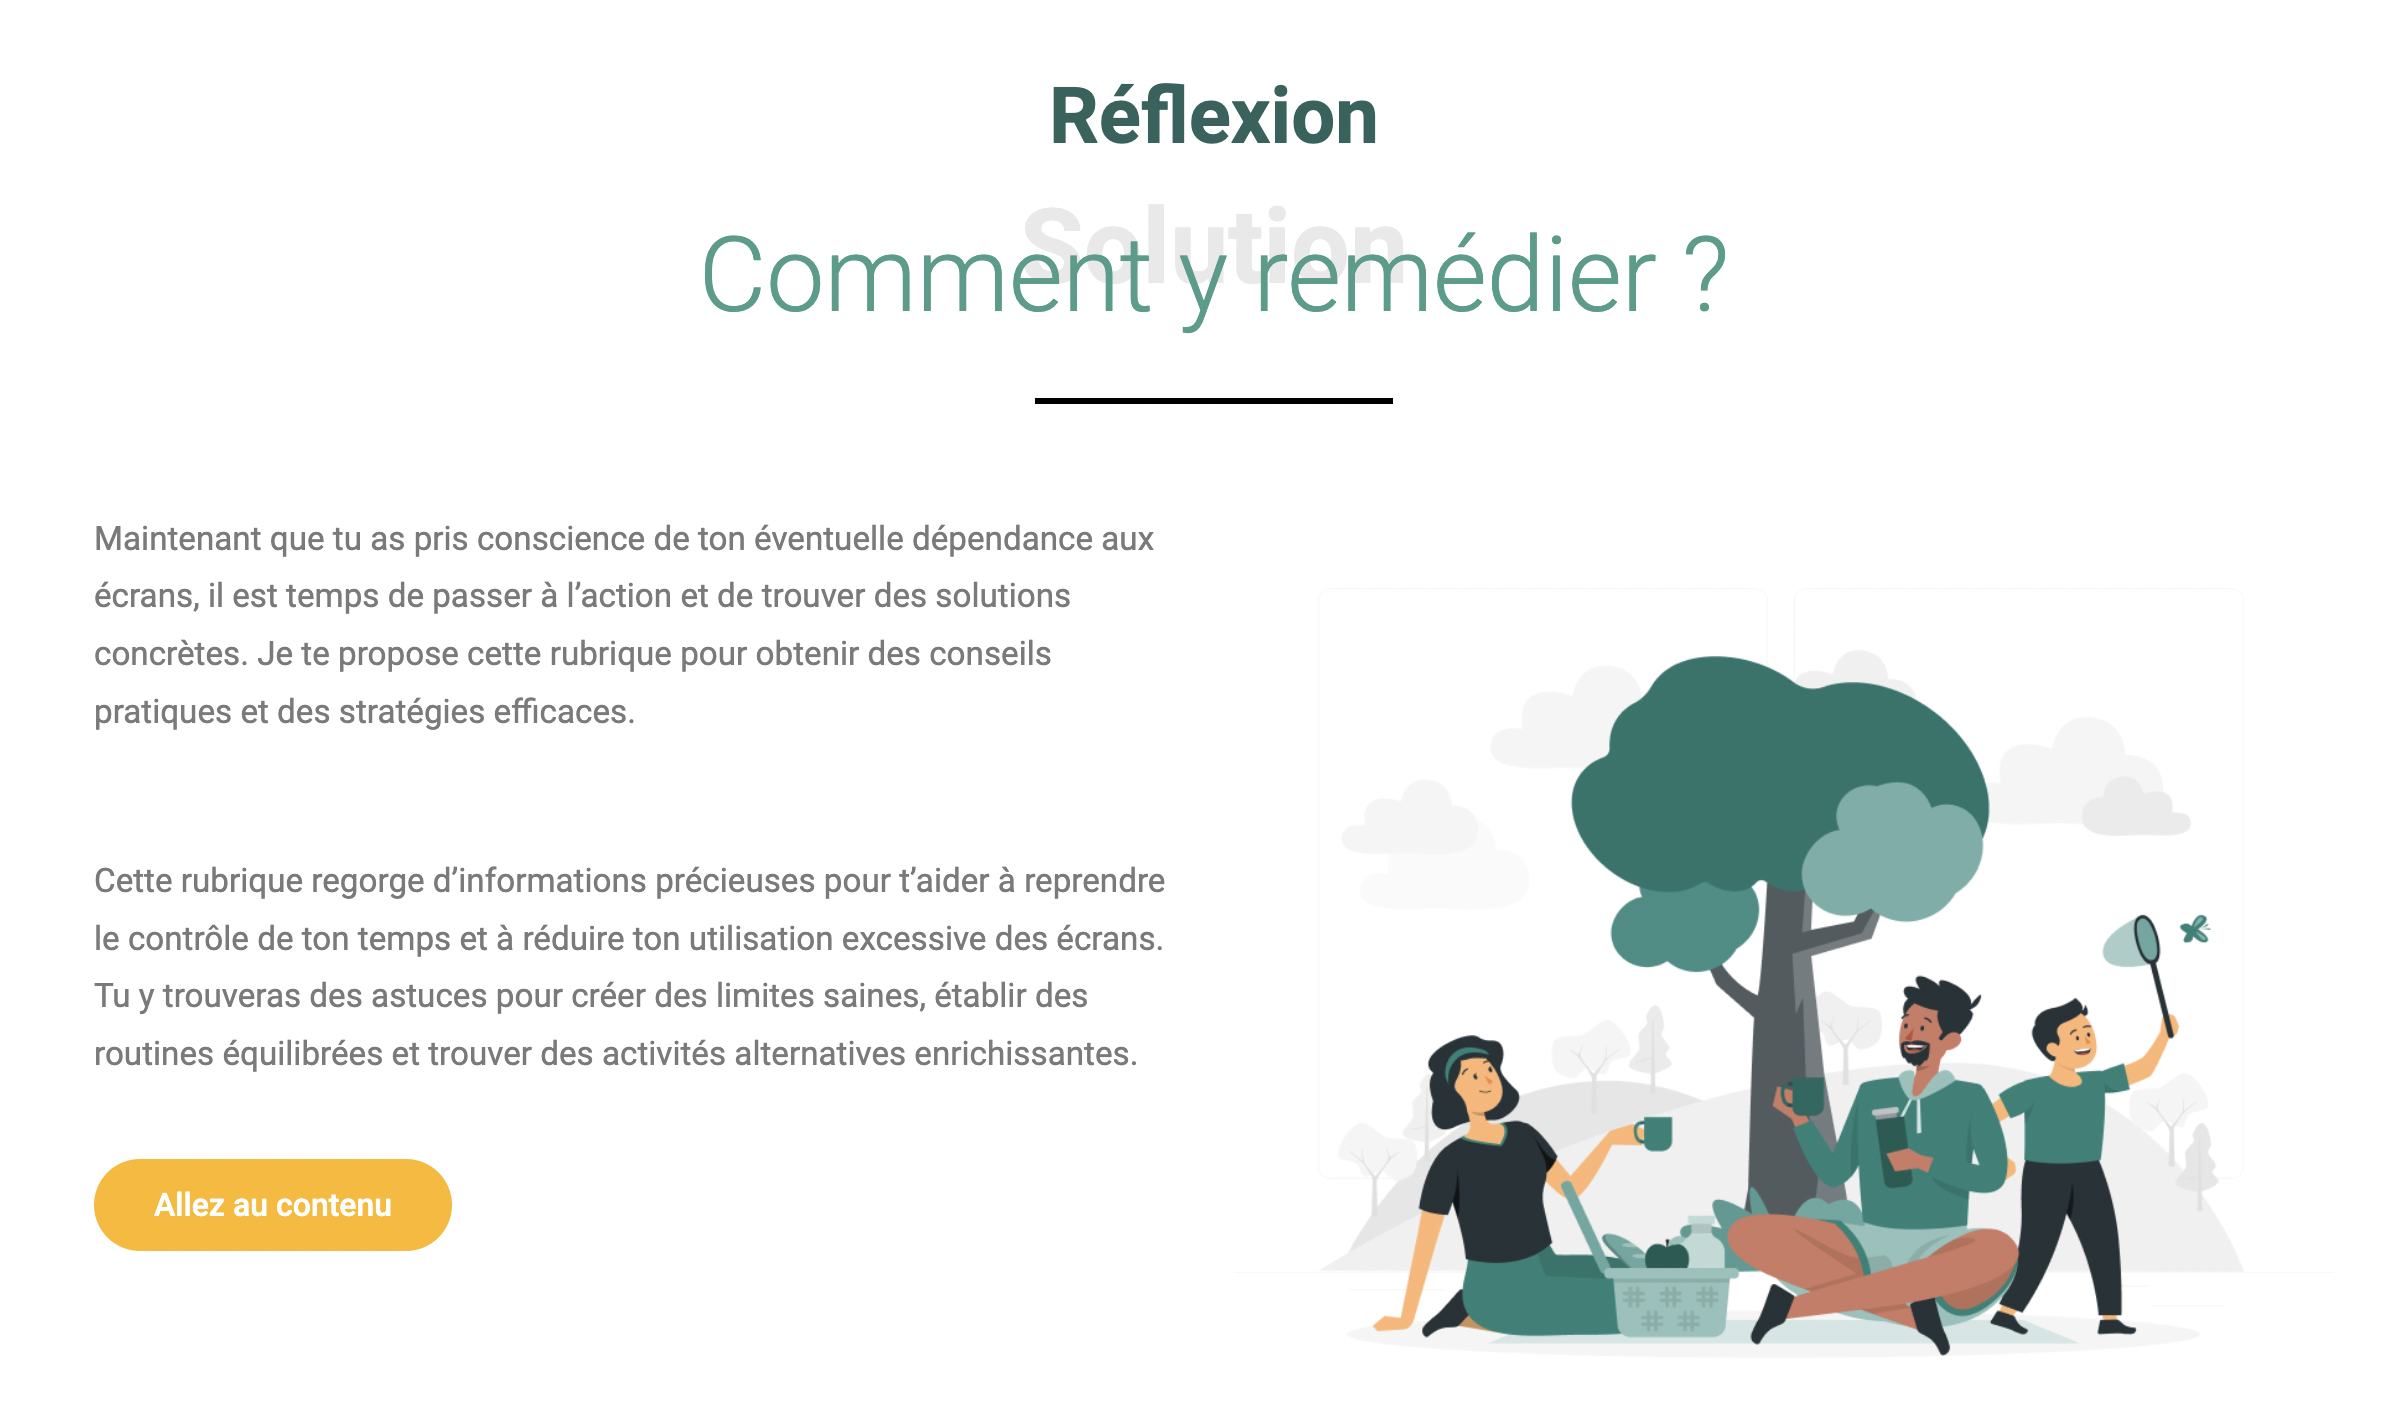 Réflexion
Solution
Comment y remédier ?
Maintenant que tu as pris conscience de ton éventuelle dépendance aux
écrans, il est temps de passer à l’action et de trouver des solutions
concrètes. Je te propose cette rubrique pour obtenir des conseils
pratiques et des stratégies efficaces.
Cette rubrique regorge d’informations précieuses pour t’aider à reprendre
le contrôle de ton temps et à réduire ton utilisation excessive des écrans.
Tu y trouveras des astuces pour créer des limites saines, établir des
routines équilibrées et trouver des activités alternatives enrichissantes.
Allez au contenu